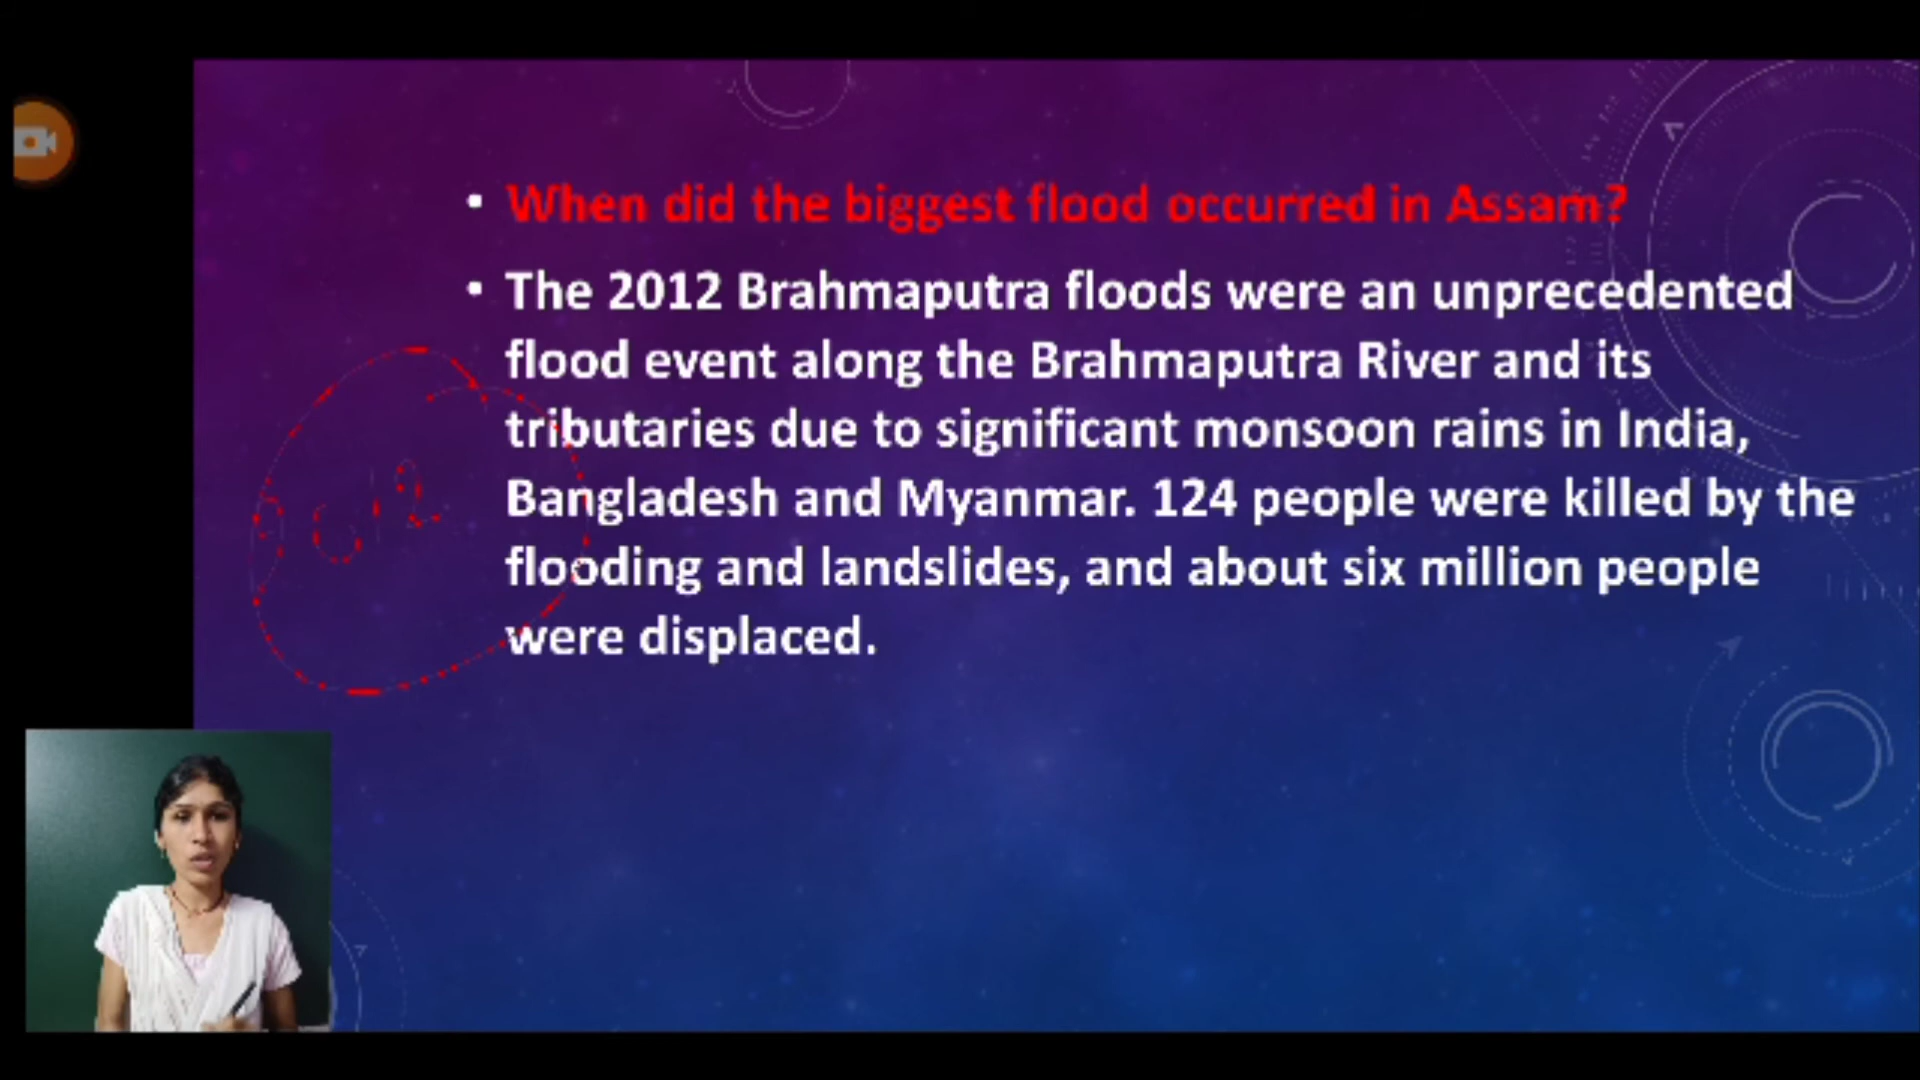 When did the biggest flood occurred in Assam?
The 2012 Brahmaputra floods were an unprecedented
flood event along the Brahmaputra River and its
tributaries due to significant monsoon rains in India,
Bangladesh and Myanmar. 124 people were killed by the
flooding and landslides, and about six million people
were displaced.
2012